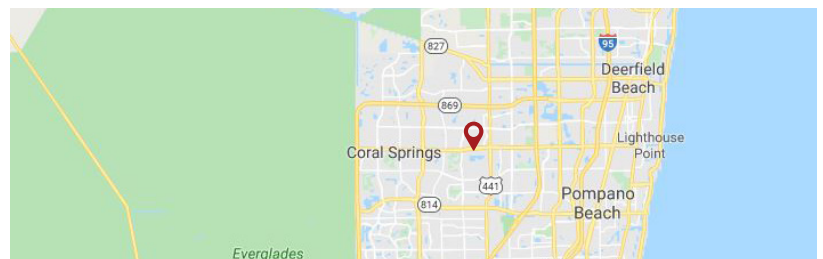 827
95
Deerfield
Beach
869
Coral Springs
Lighthouse
Point
441
Pompano
Beach
814
Everglades